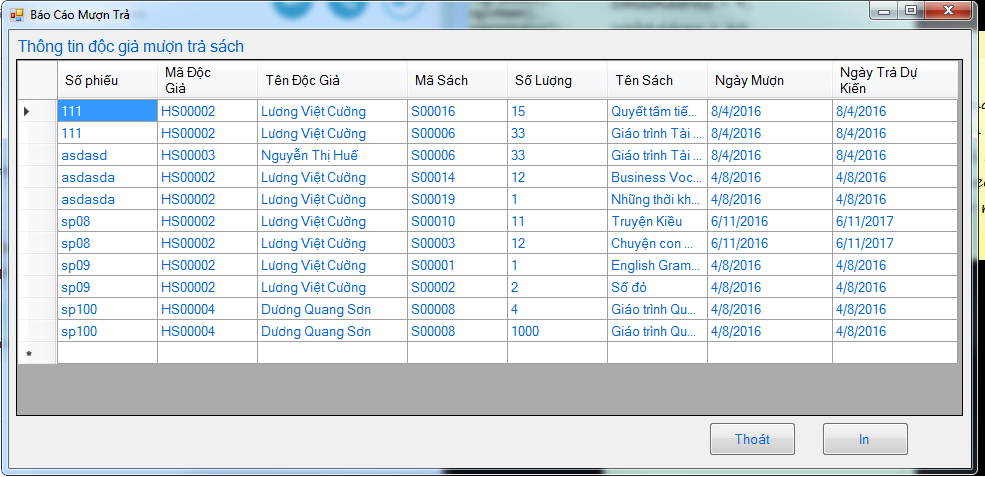 Báo Cáo Mượn Trả
Thông tin độc giả mượn trả sách
Số phiếu Mã Độc Giả Tên Độc Giả Mã Sách Số Lượng Tên Sách Ngày Mượn Ngày Trả Dự Kiến
111 HS00002 Lương Việt Cường S00016 15 Quyết tâm tiế... 8/4/2016 8/4/2016
111 HS00002 Lương Việt Cường S00006 33 Giáo trình Tài ... 8/4/2016 8/4/2016
asdasd HS00003 Nguyễn Thị Huế S00006 33 Giáo trình Tài ... 8/4/2016 8/4/2016
asdasda HS00002 Lương Việt Cường S00014 12 Business Voc... 4/8/2016 4/8/2016
asdasda HS00002 Lương Việt Cường S00019 1 Những thời kh... 4/8/2016 4/8/2016
sp08 HS00002 Lương Việt Cường S00010 11 Truyện Kiều 6/11/2016 6/11/2017
sp08 HS00002 Lương Việt Cường S00003 12 Chuyện con ... 6/11/2016 6/11/2017
sp09 HS00002 Lương Việt Cường S00001 1 English Gram... 4/8/2016 4/8/2016
sp09 HS00002 Lương Việt Cường S00002 2 Số đỏ 4/8/2016 4/8/2016
sp100 HS00004 Dương Quang Sơn S00008 4 Giáo trình Qu... 4/8/2016 4/8/2016
sp100 HS00004 Dương Quang Sơn S00008 1000 Giáo trình Qu... 4/8/2016 4/8/2016
Thoát In